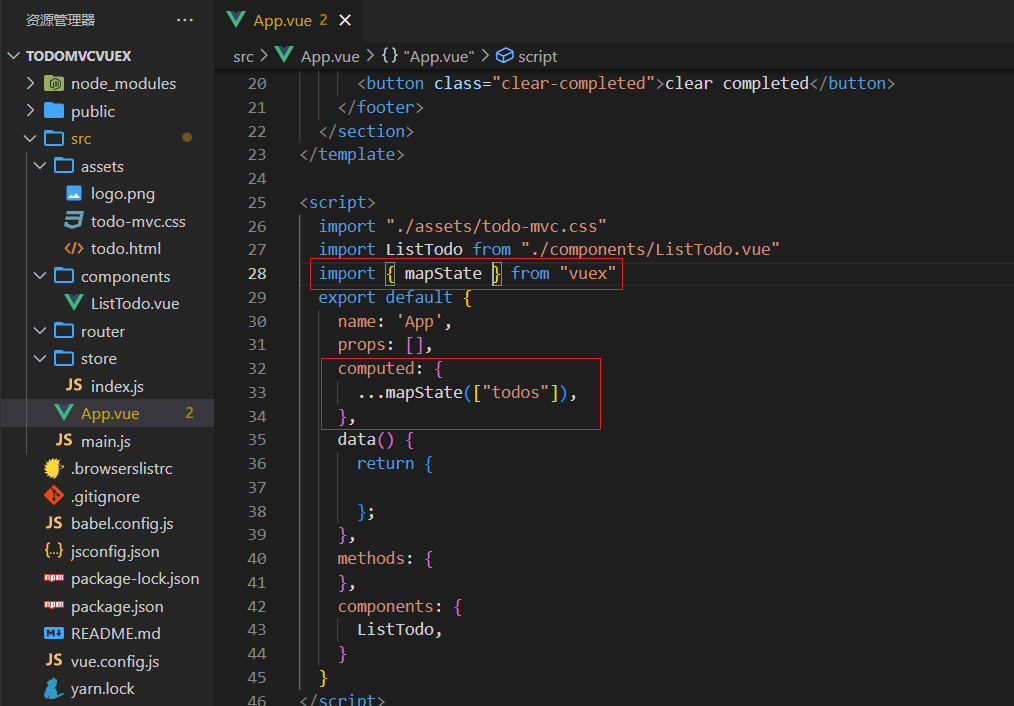 资源管理器
TODOMVCVUEX
node_modules
public
src
assets
logo.png
todo-mvc.css
todo.html
components
ListTodo.vue
router
store
JS index.js
App.vue 2
JS main.js
.browserslistrc
.gitignore
JS babel.config.js
{..} jsconfig.json
npm package-lock.json
npm package.json
README.md
JS vue.config.js
yarn.lock
App.vue 2 ×
src > App.vue > {} "App.vue" > script
20 <button class="clear-completed">clear completed</button>
21 </footer>
22 </section>
23 </template>
24
25 <script>
26 import "./assets/todo-mvc.css"
27 import ListTodo from "./components/ListTodo.vue"
28 import { mapState } from "vuex"
29 export default {
30 name: 'App',
31 props: [],
32 computed: {
33 ...mapState(["todos"]),
34 },
35 data() {
36 return {
37
38 };
39 },
40 methods: {
41 },
42 components: {
43 ListTodo,
44 }
45 }
46 </script>